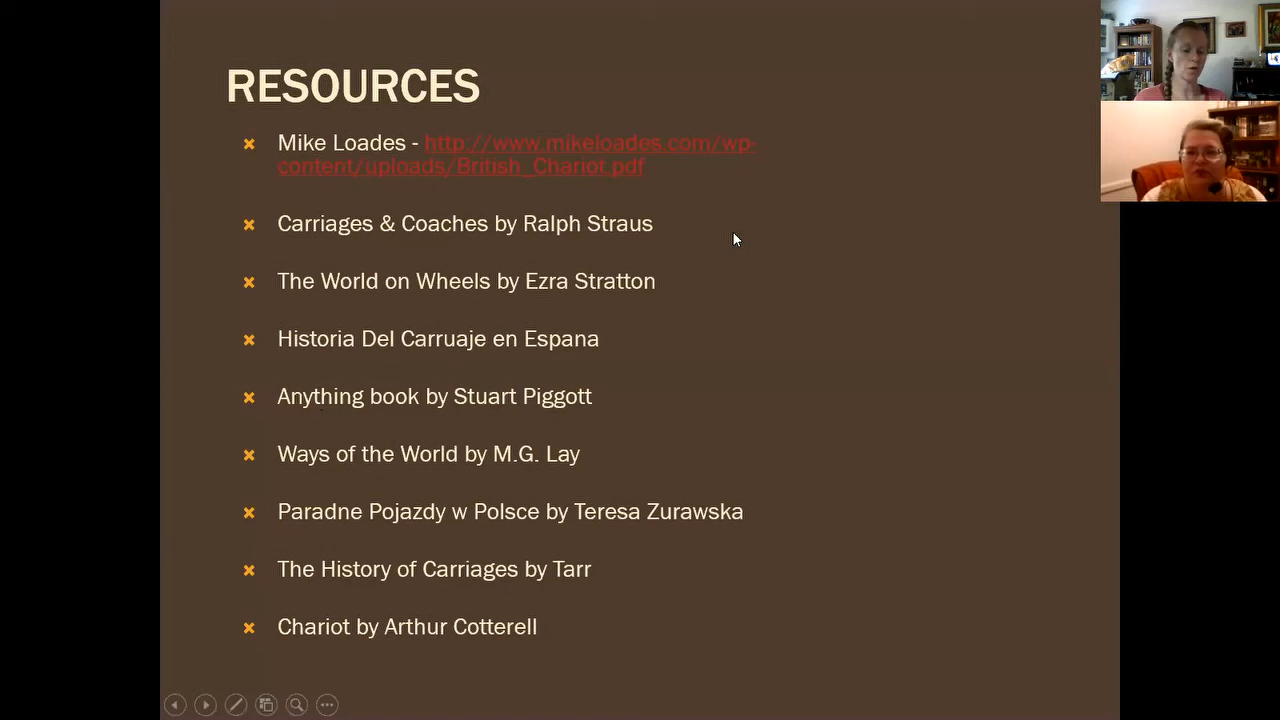 RESOURCES
Mike Loades - http://www.mikeloades.com/wp-
content/uploads/British_Chariot.pdf
Carriages & Coaches by Ralph Straus
The World on Wheels by Ezra Stratton
Historia Del Carruaje en Espana
Anything book by Stuart Piggott
Ways of the World by M.G. Lay
Paradne Pojazdy w Polsce by Teresa Zurawska
The History of Carriages by Tarr
Chariot by Arthur Cotterell